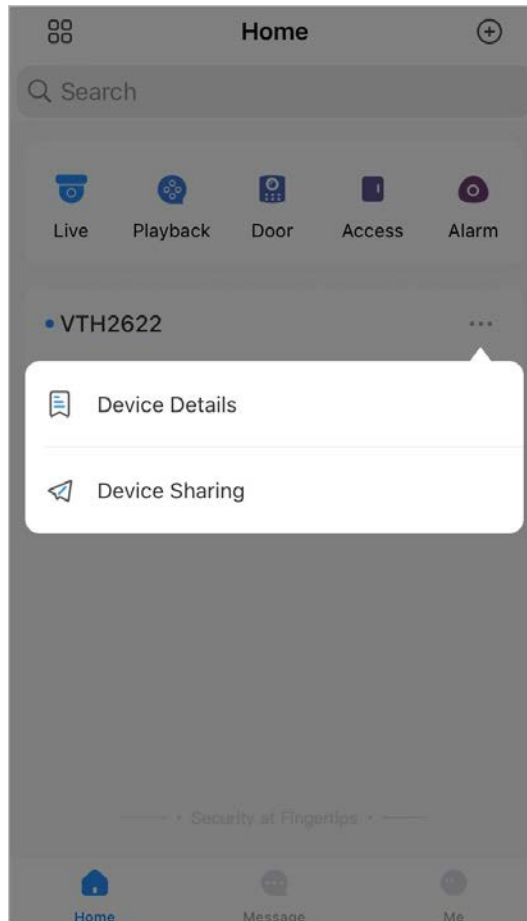 Home
Search
Live Playback Door Access Alarm
VTH2622
Device Details
Device Sharing
Security at Fingertips
Home Message Me